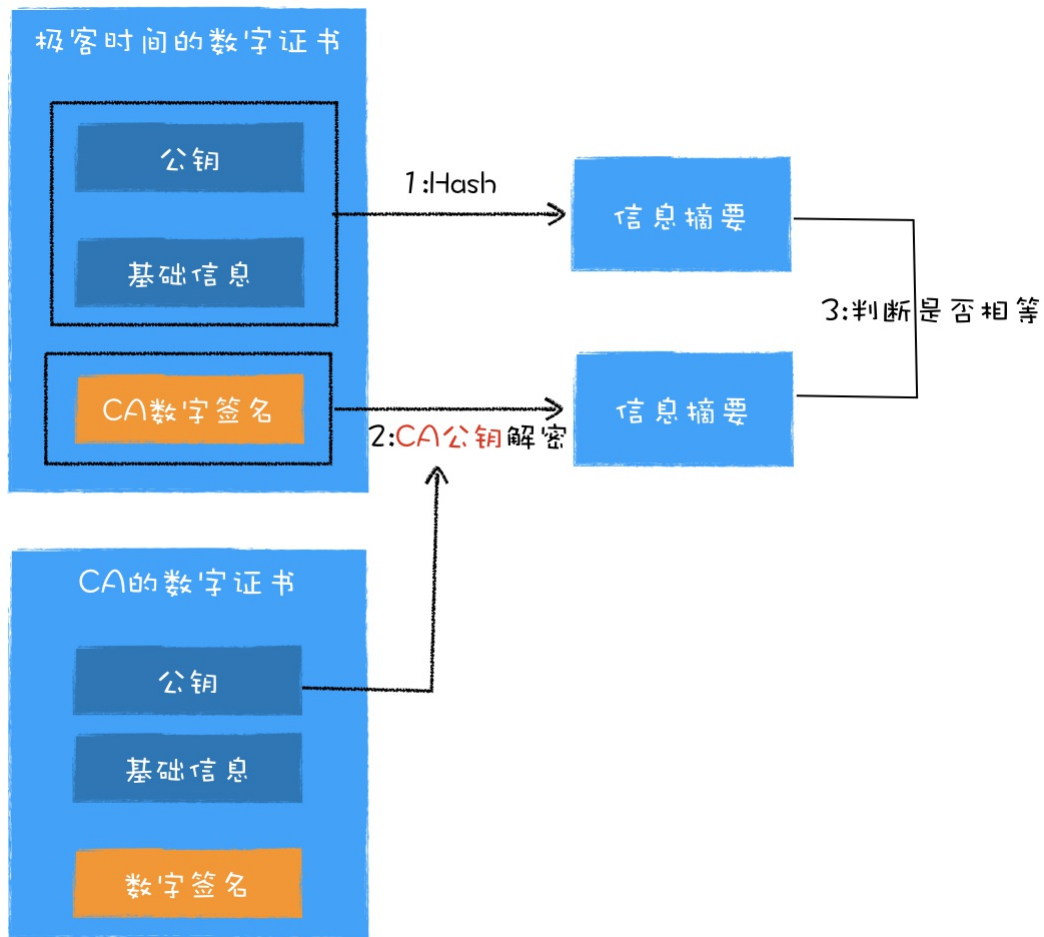 极客时间的数字证书
公钥
1:Hash
信息摘要
基础信息
3:判断是否相等
CA数字签名
2:CA公钥解密
信息摘要
CA的数字证书
公钥
基础信息
数字签名